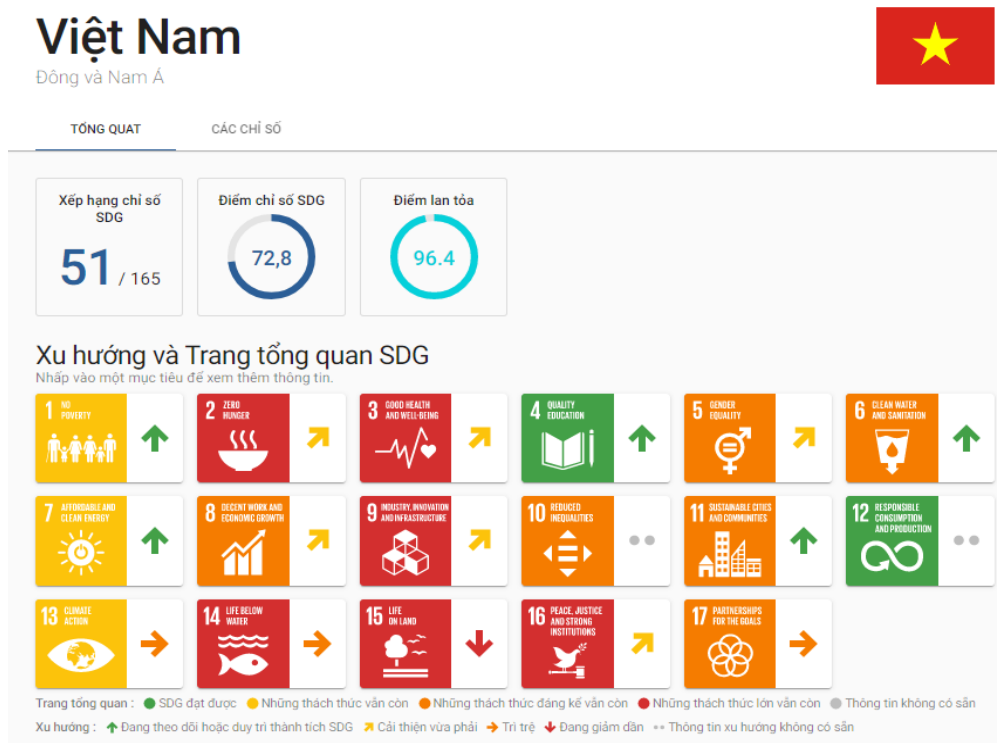 Việt Nam
Đông và Nam Á
TỔNG QUAT
CÁC CHỈ SỐ
Xếp hạng chỉ số
SDG
51 / 165
Điểm chỉ số SDG
72,8
Điểm lan tỏa
96.4
Xu hướng và Trang tổng quan SDG
Nhấp vào một mục tiêu để xem thêm thông tin.
1 NO
POVERTY
2 ZERO
HUNGER
3 GOOD HEALTH
AND WELL-BEING
4 QUALITY
EDUCATION
5 GENDER
EQUALITY
6 CLEAN WATER
AND SANITATION
7 AFFORDABLE AND
CLEAN ENERGY
8 DECENT WORK AND
ECONOMIC GROWTH
9 INDUSTRY, INNOVATION
AND INFRASTRUCTURE
10 REDUCED
INEQUALITIES
11 SUSTAINABLE CITIES
AND COMMUNITIES
12 RESPONSIBLE
CONSUMPTION
AND PRODUCTION
13 CLIMATE
ACTION
14 LIFE BELOW
WATER
15 LIFE
ON LAND
16 PEACE, JUSTICE
AND STRONG
INSTITUTIONS
17 PARTNERSHIPS
FOR THE GOALS
Trang tổng quan : SDG đạt được Những thách thức vẫn còn Những thách thức đáng kể vẫn còn Những thách thức lớn vẫn còn Thông tin không có sẵn
Xu hướng : Đang theo dõi hoặc duy trì thành tích SDG Cải thiện vừa phải Trì trệ Đang giảm dần Thông tin xu hướng không có sẵn